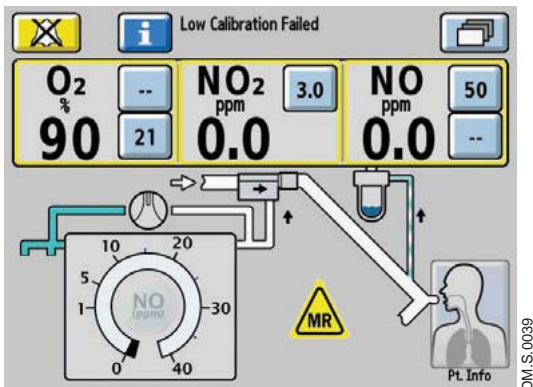 i
Low Calibration Failed
O2
%
90
--
21
NO2
ppm
0.0
3.0
NO
ppm
0.0
50
--
NO
(ppm)
0
1
5
10
20
30
40
MR
Pt. Info
OM.S.0039